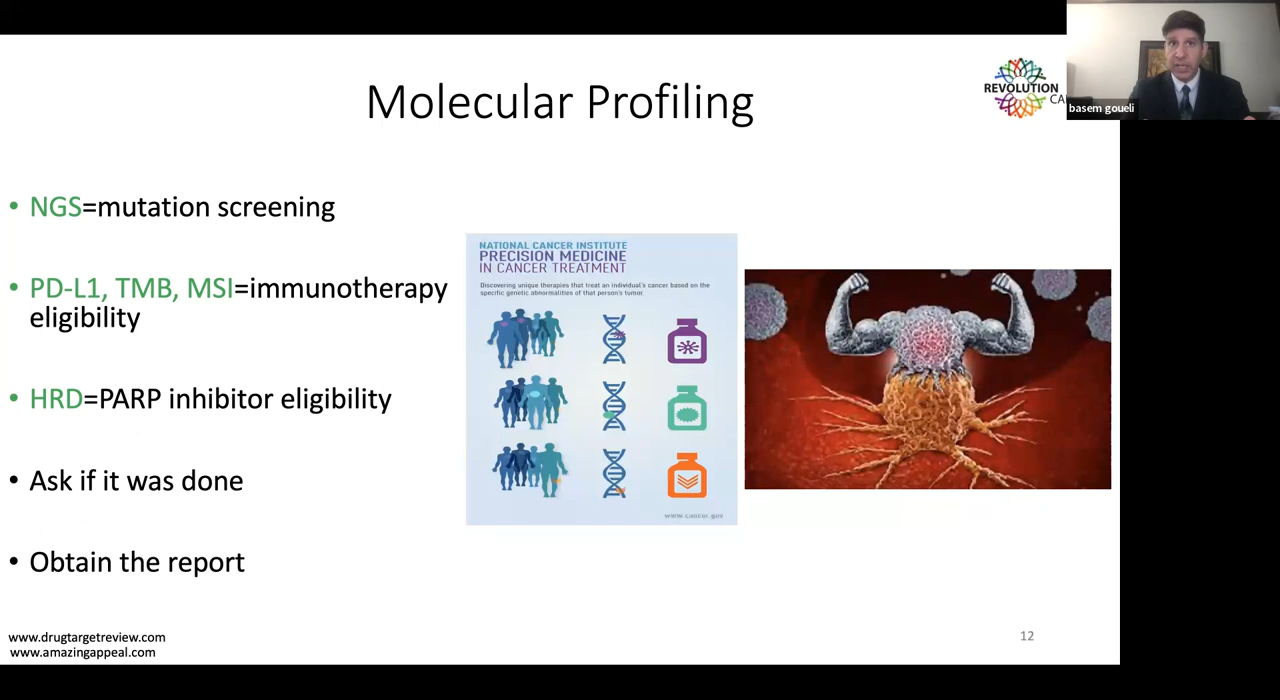 Molecular Profiling
REVOLUTION
CA
basem goueli
• NGS=mutation screening
• PD-L1, TMB, MSI=immunotherapy
eligibility
• HRD=PARP inhibitor eligibility
• Ask if it was done
• Obtain the report
NATIONAL CANCER INSTITUTE
PRECISION MEDICINE
IN CANCER TREATMENT
Discovering unique therapies that treat an individual's cancer based on the
specific genetic abnormalities of that person's tumor.
www.cancer.gov
www.drugtargetreview.com
www.amazingappeal.com
12